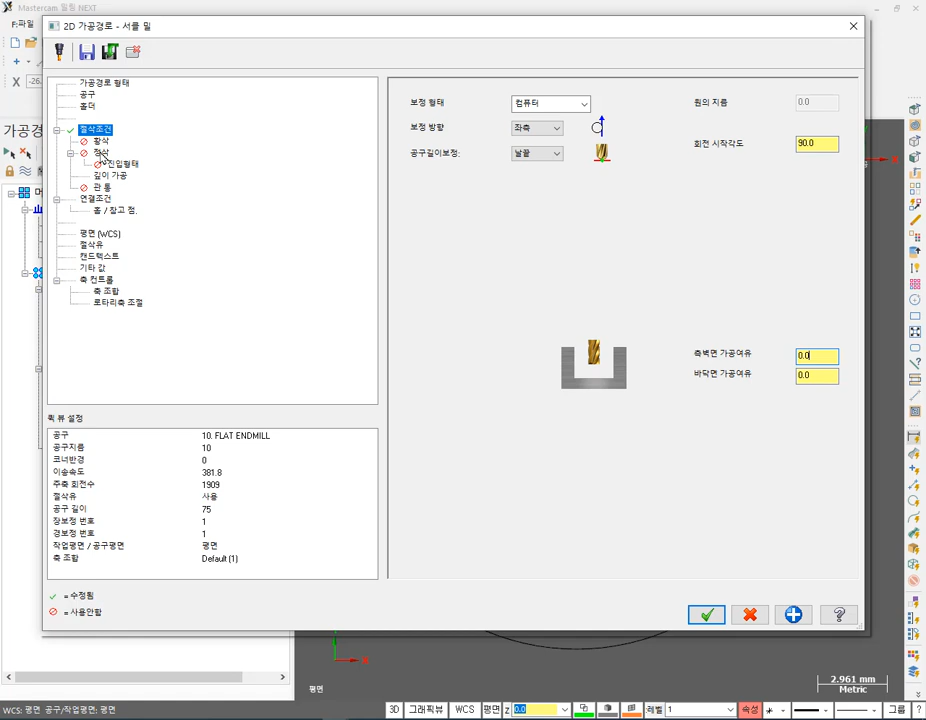 Mastercam 밀링 NEXT
F:파일
2D 가공경로 - 서클 밀
X
-26.
가공경로 형태
공구
홀더
절삭조건
황삭
정삭
진입형태
깊이 가공
관 통
연결조건
홈 / 참고 점.
평면 (WCS)
절삭유
캔드텍스트
기타 값
축 컨트롤
축 조합
로타리축 조절
가공경
보정 형태
컴퓨터
보정 방향
좌측
공구길이보정:
날끝
원의 지름
0.0
회전 시작각도
90.0
측벽면 가공여유
0.0
바닥면 가공여유
0.0
퀵 뷰 설정
공구 10. FLAT ENDMILL
공구지름 10
코너반경 0
이송속도 381.8
주축 회전수 1909
절삭유 사용
공구 길이 75
장보정 번호 1
경보정 번호 1
작업평면 / 공구평면 평면
축 조합 Default (1)
= 수정됨
= 사용안함
평면
2.961 mm
Metric
WCS: 평면 공구/작업평면: 평면
3D 그래픽뷰 WCS 평면 Z 0.0 레벨 1 속성 그룹 ?